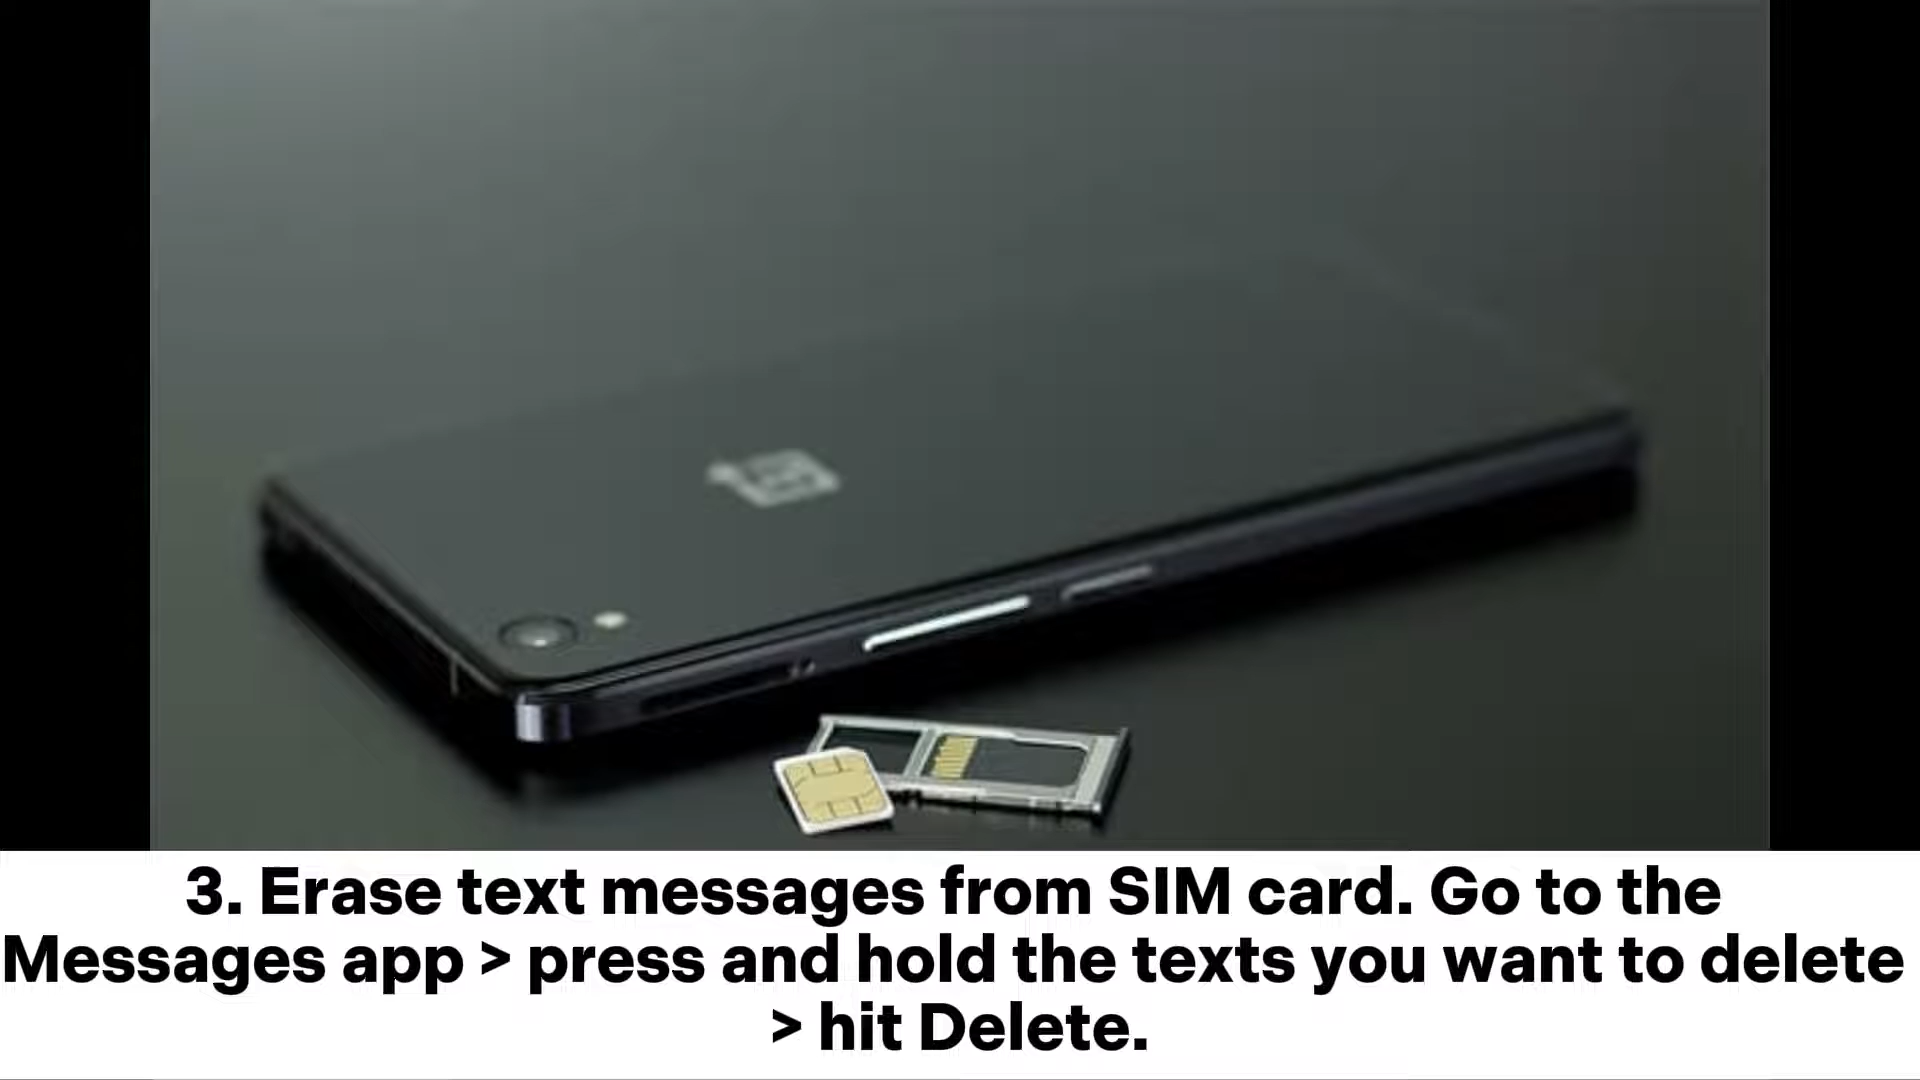 3. Erase text messages from SIM card. Go to the
Messages app > press and hold the texts you want to delete
> hit Delete.